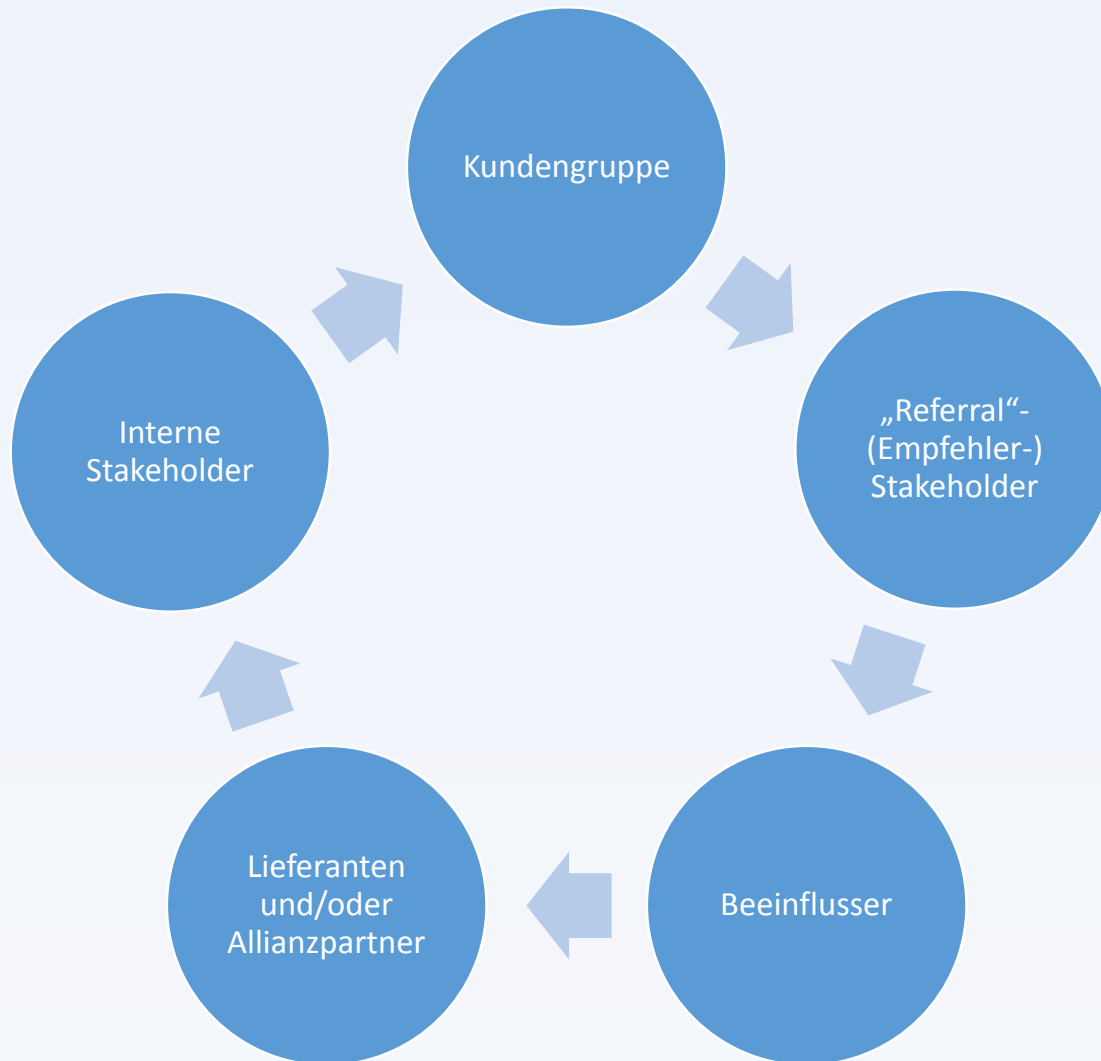 Kundengruppe
„Referral“-
(Empfehler-)
Stakeholder
Beeinflusser
Lieferanten
und/oder
Allianzpartner
Interne
Stakeholder